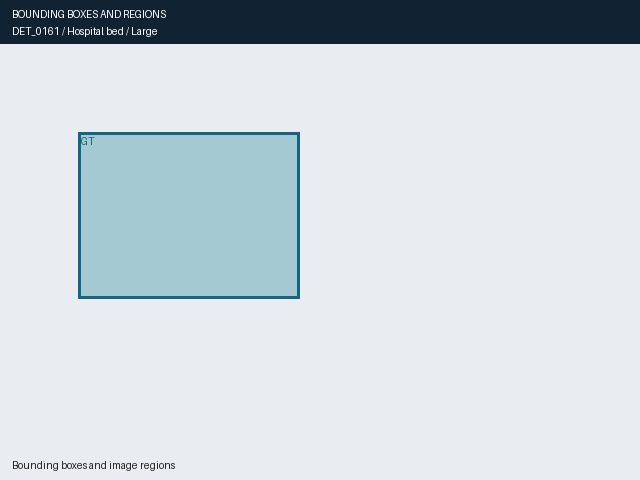 BOUNDING BOXES AND REGIONS
DET_0161 / Hospital bed / Large
GT
Bounding boxes and image regions